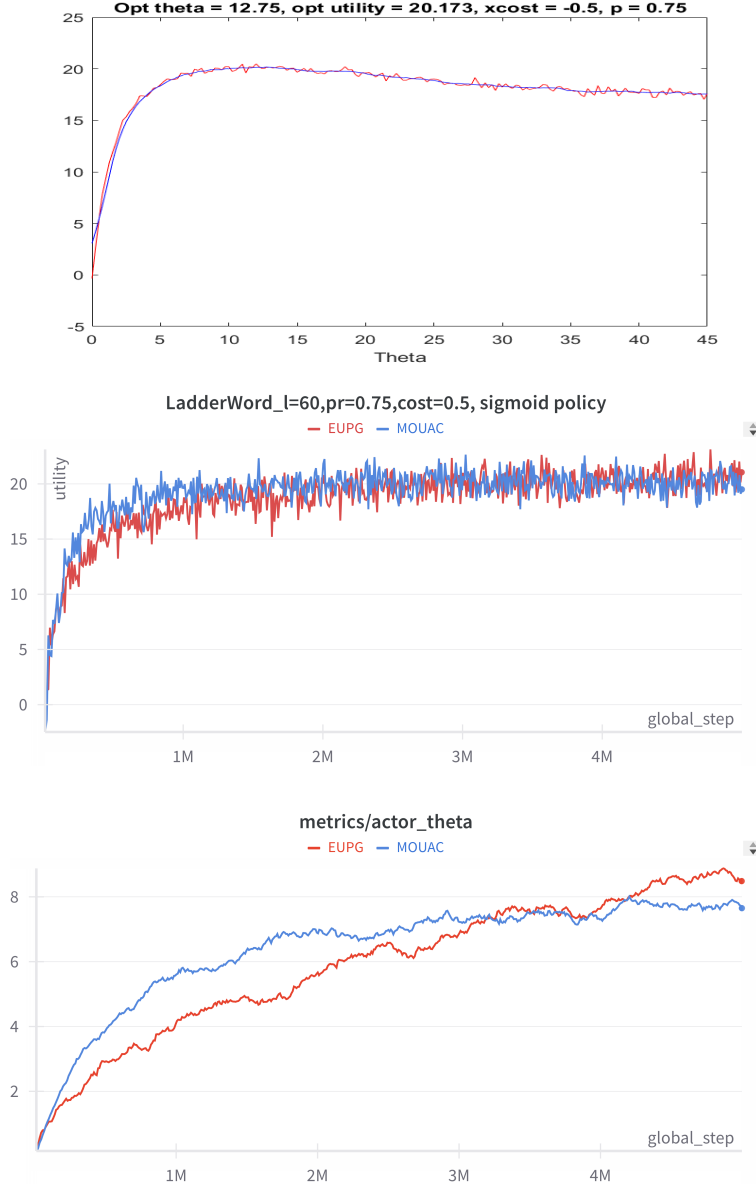 Opt theta = 12.75, opt utility = 20.173, xcost = -0.5, p = 0.75
25
20
15
10
5
0
-5
0 5 10 15 20 25 30 35 40 45
Theta
LadderWord_l=60,pr=0.75,cost=0.5, sigmoid policy
EUPG MOUAC
utility
20
15
10
5
0
global_step
1M 2M 3M 4M
metrics/actor_theta
EUPG MOUAC
8
6
4
2
global_step
1M 2M 3M 4M